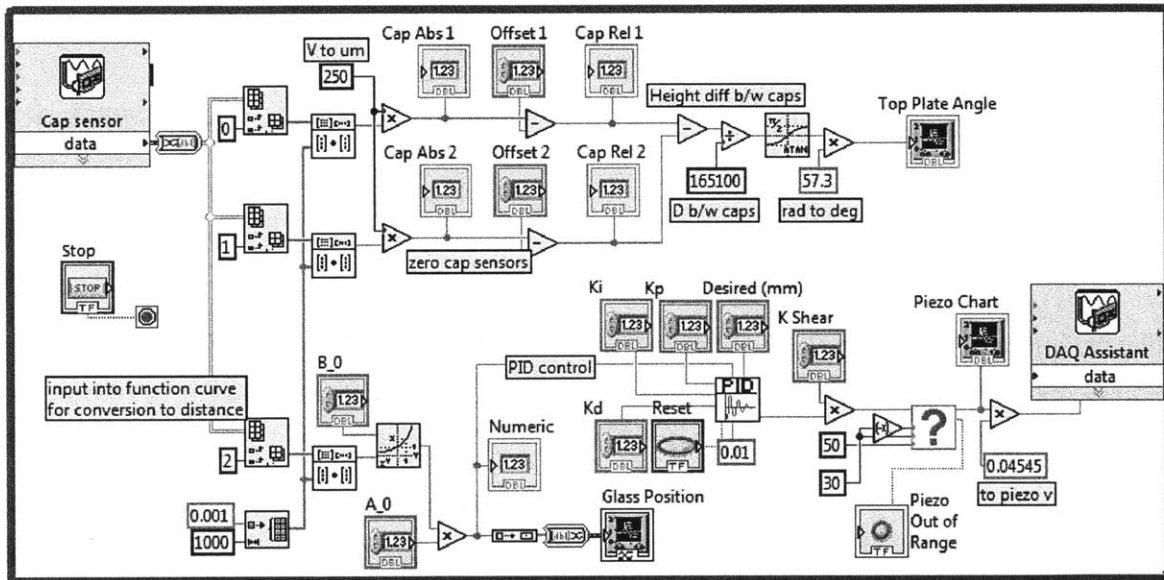 Cap sensor
data
V to um
250
Cap Abs 1
1.23
DBL
Offset 1
1.23
DBL
Cap Rel 1
1.23
DBL
Height diff b/w caps
Top Plate Angle
DBL
0
Cap Abs 2
1.23
DBL
Offset 2
1.23
DBL
Cap Rel 2
1.23
DBL
165100
D b/w caps
ATAN
57.3
rad to deg
1
zero cap sensors
Stop
STOP
TF
Ki
1.23
DBL
Kp
1.23
DBL
Desired (mm)
1.23
DBL
K Shear
1.23
DBL
Piezo Chart
DBL
DAQ Assistant
data
input into function curve
for conversion to distance
B_0
1.23
DBL
PID control
PID
Kd
1.23
DBL
Reset
TF
0.01
Numeric
1.23
DBL
2
50
30
?
0.04545
to piezo v
0.001
1000
A_0
1.23
DBL
Glass Position
Piezo
Out of
Range
TF